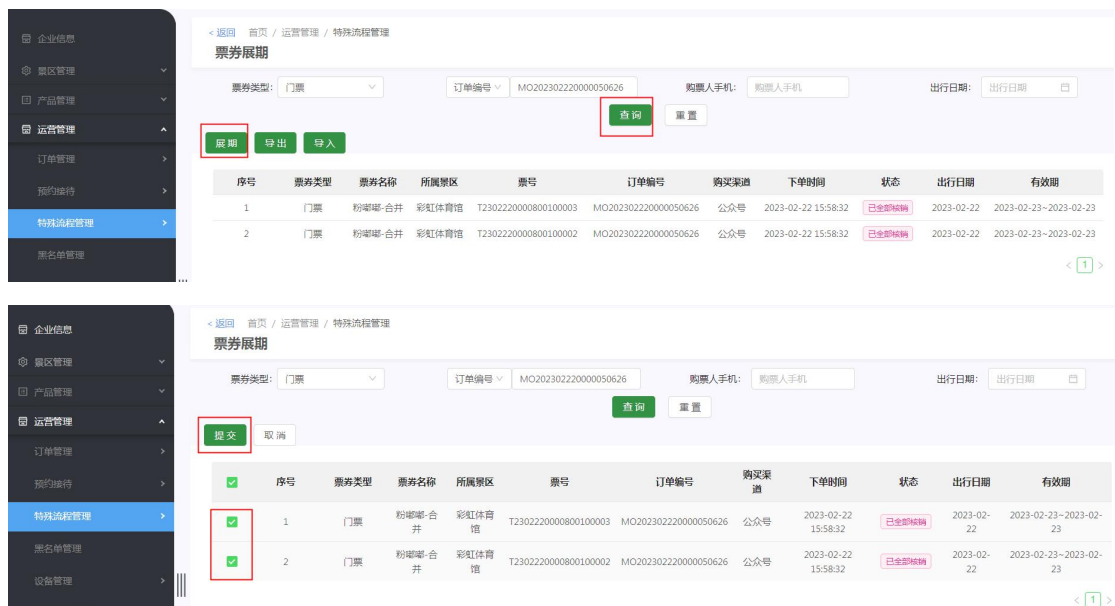 企业信息
景区管理
产品管理
运营管理
订单管理
预约接待
特殊流程管理
黑名单管理
< 返回 首页 / 运营管理 / 特殊流程管理
票券展期
票券类型: 门票 订单编号 MO202302220000050626 购票人手机: 购票人手机 出行日期: 出行日期
查询 重置
展期 导出 导入
序号 票券类型 票券名称 所属景区 票号 订单编号 购买渠道 下单时间 状态 出行日期 有效期
1 门票 粉嘟嘟-合并 彩虹体育馆 T2302220000800100003 MO202302220000050626 公众号 2023-02-22 15:58:32 已全部核销 2023-02-22 2023-02-23~2023-02-23
2 门票 粉嘟嘟-合并 彩虹体育馆 T2302220000800100002 MO202302220000050626 公众号 2023-02-22 15:58:32 已全部核销 2023-02-22 2023-02-23~2023-02-23
< 1 >
...
企业信息
景区管理
产品管理
运营管理
订单管理
预约接待
特殊流程管理
黑名单管理
设备管理
< 返回 首页 / 运营管理 / 特殊流程管理
票券展期
票券类型: 门票 订单编号 MO202302220000050626 购票人手机: 购票人手机 出行日期: 出行日期
查询 重置
提交 取消
序号 票券类型 票券名称 所属景区 票号 订单编号 购买渠
道 下单时间 状态 出行日期 有效期
1 门票 粉嘟嘟-合 彩虹体育 T2302220000800100003 MO202302220000050626 公众号 2023-02-22 已全部核销 2023-02- 2023-02-23~2023-02-
并 馆 15:58:32 22 23
2 门票 粉嘟嘟-合 彩虹体育 T2302220000800100002 MO202302220000050626 公众号 2023-02-22 已全部核销 2023-02- 2023-02-23~2023-02-
并 馆 15:58:32 22 23
< 1 >